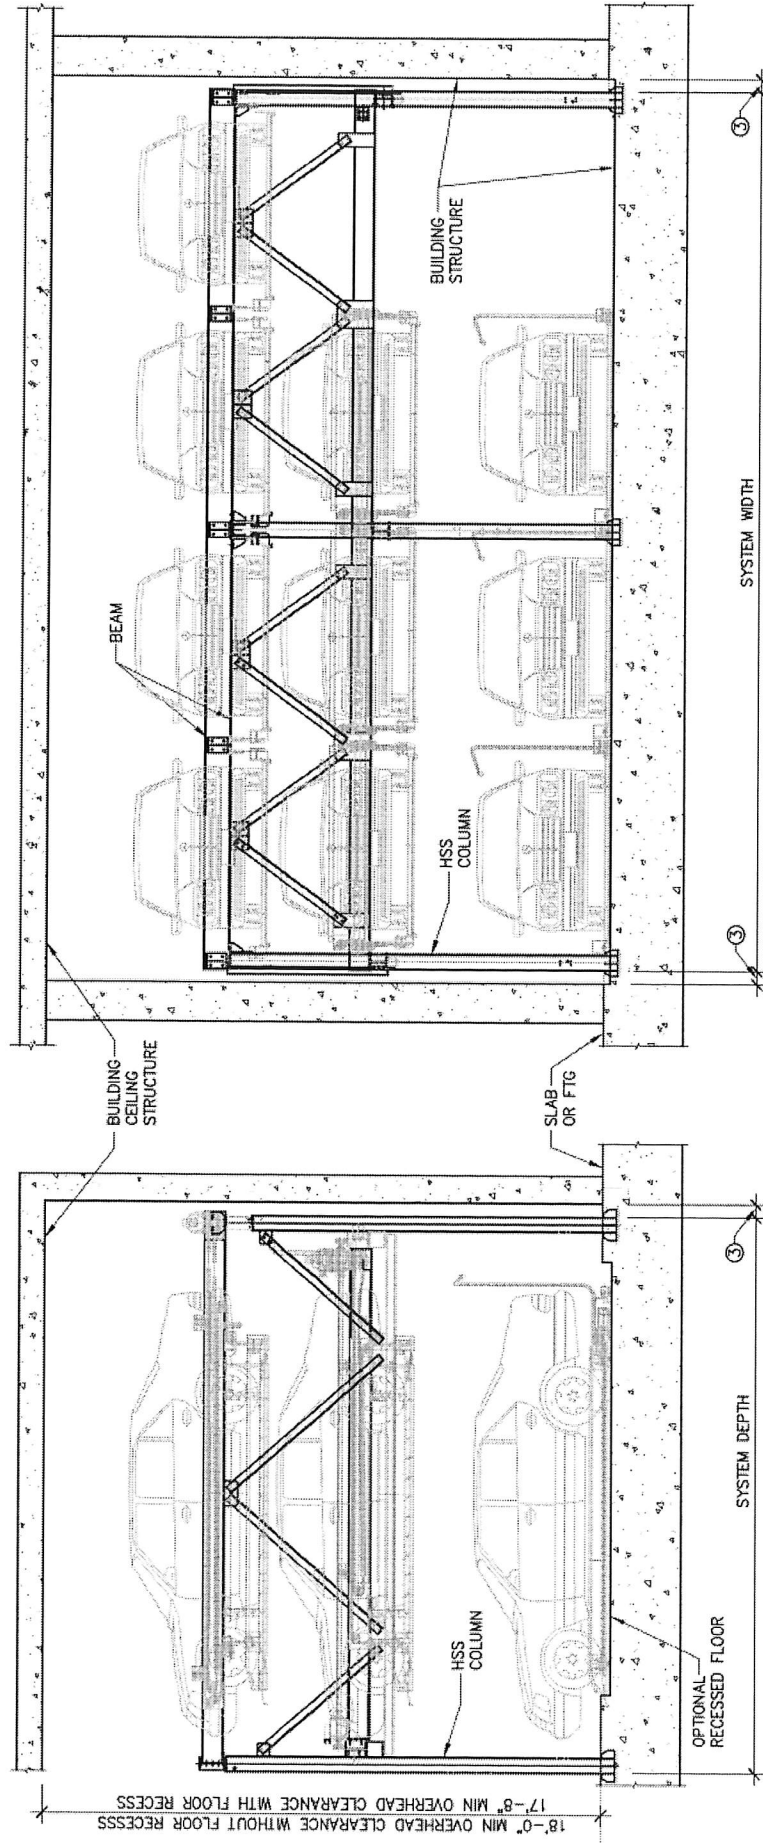 BUILDING
CEILING
STRUCTURE
BEAM
BUILDING
STRUCTURE
HSS
COLUMN
SLAB
OR FTG
3
3
SYSTEM WIDTH
18'-0" MIN OVERHEAD CLEARANCE WITHOUT FLOOR RECESSS
17'-8" MIN OVERHEAD CLEARANCE WITH FLOOR RECESS
HSS
COLUMN
OPTIONAL
RECESSED FLOOR
3
SYSTEM DEPTH